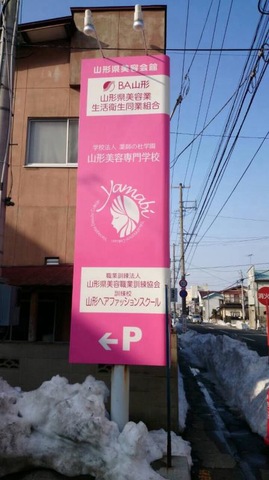 山形県美容会館
BA山形
山形県美容業
生活衛生同業組合
学校法人 薬師の杜学園
山形美容専門学校
yamabi
職業訓練法人
山形県美容職業訓練協会
訓練校
山形ヘアファッションスクール
←P
消火